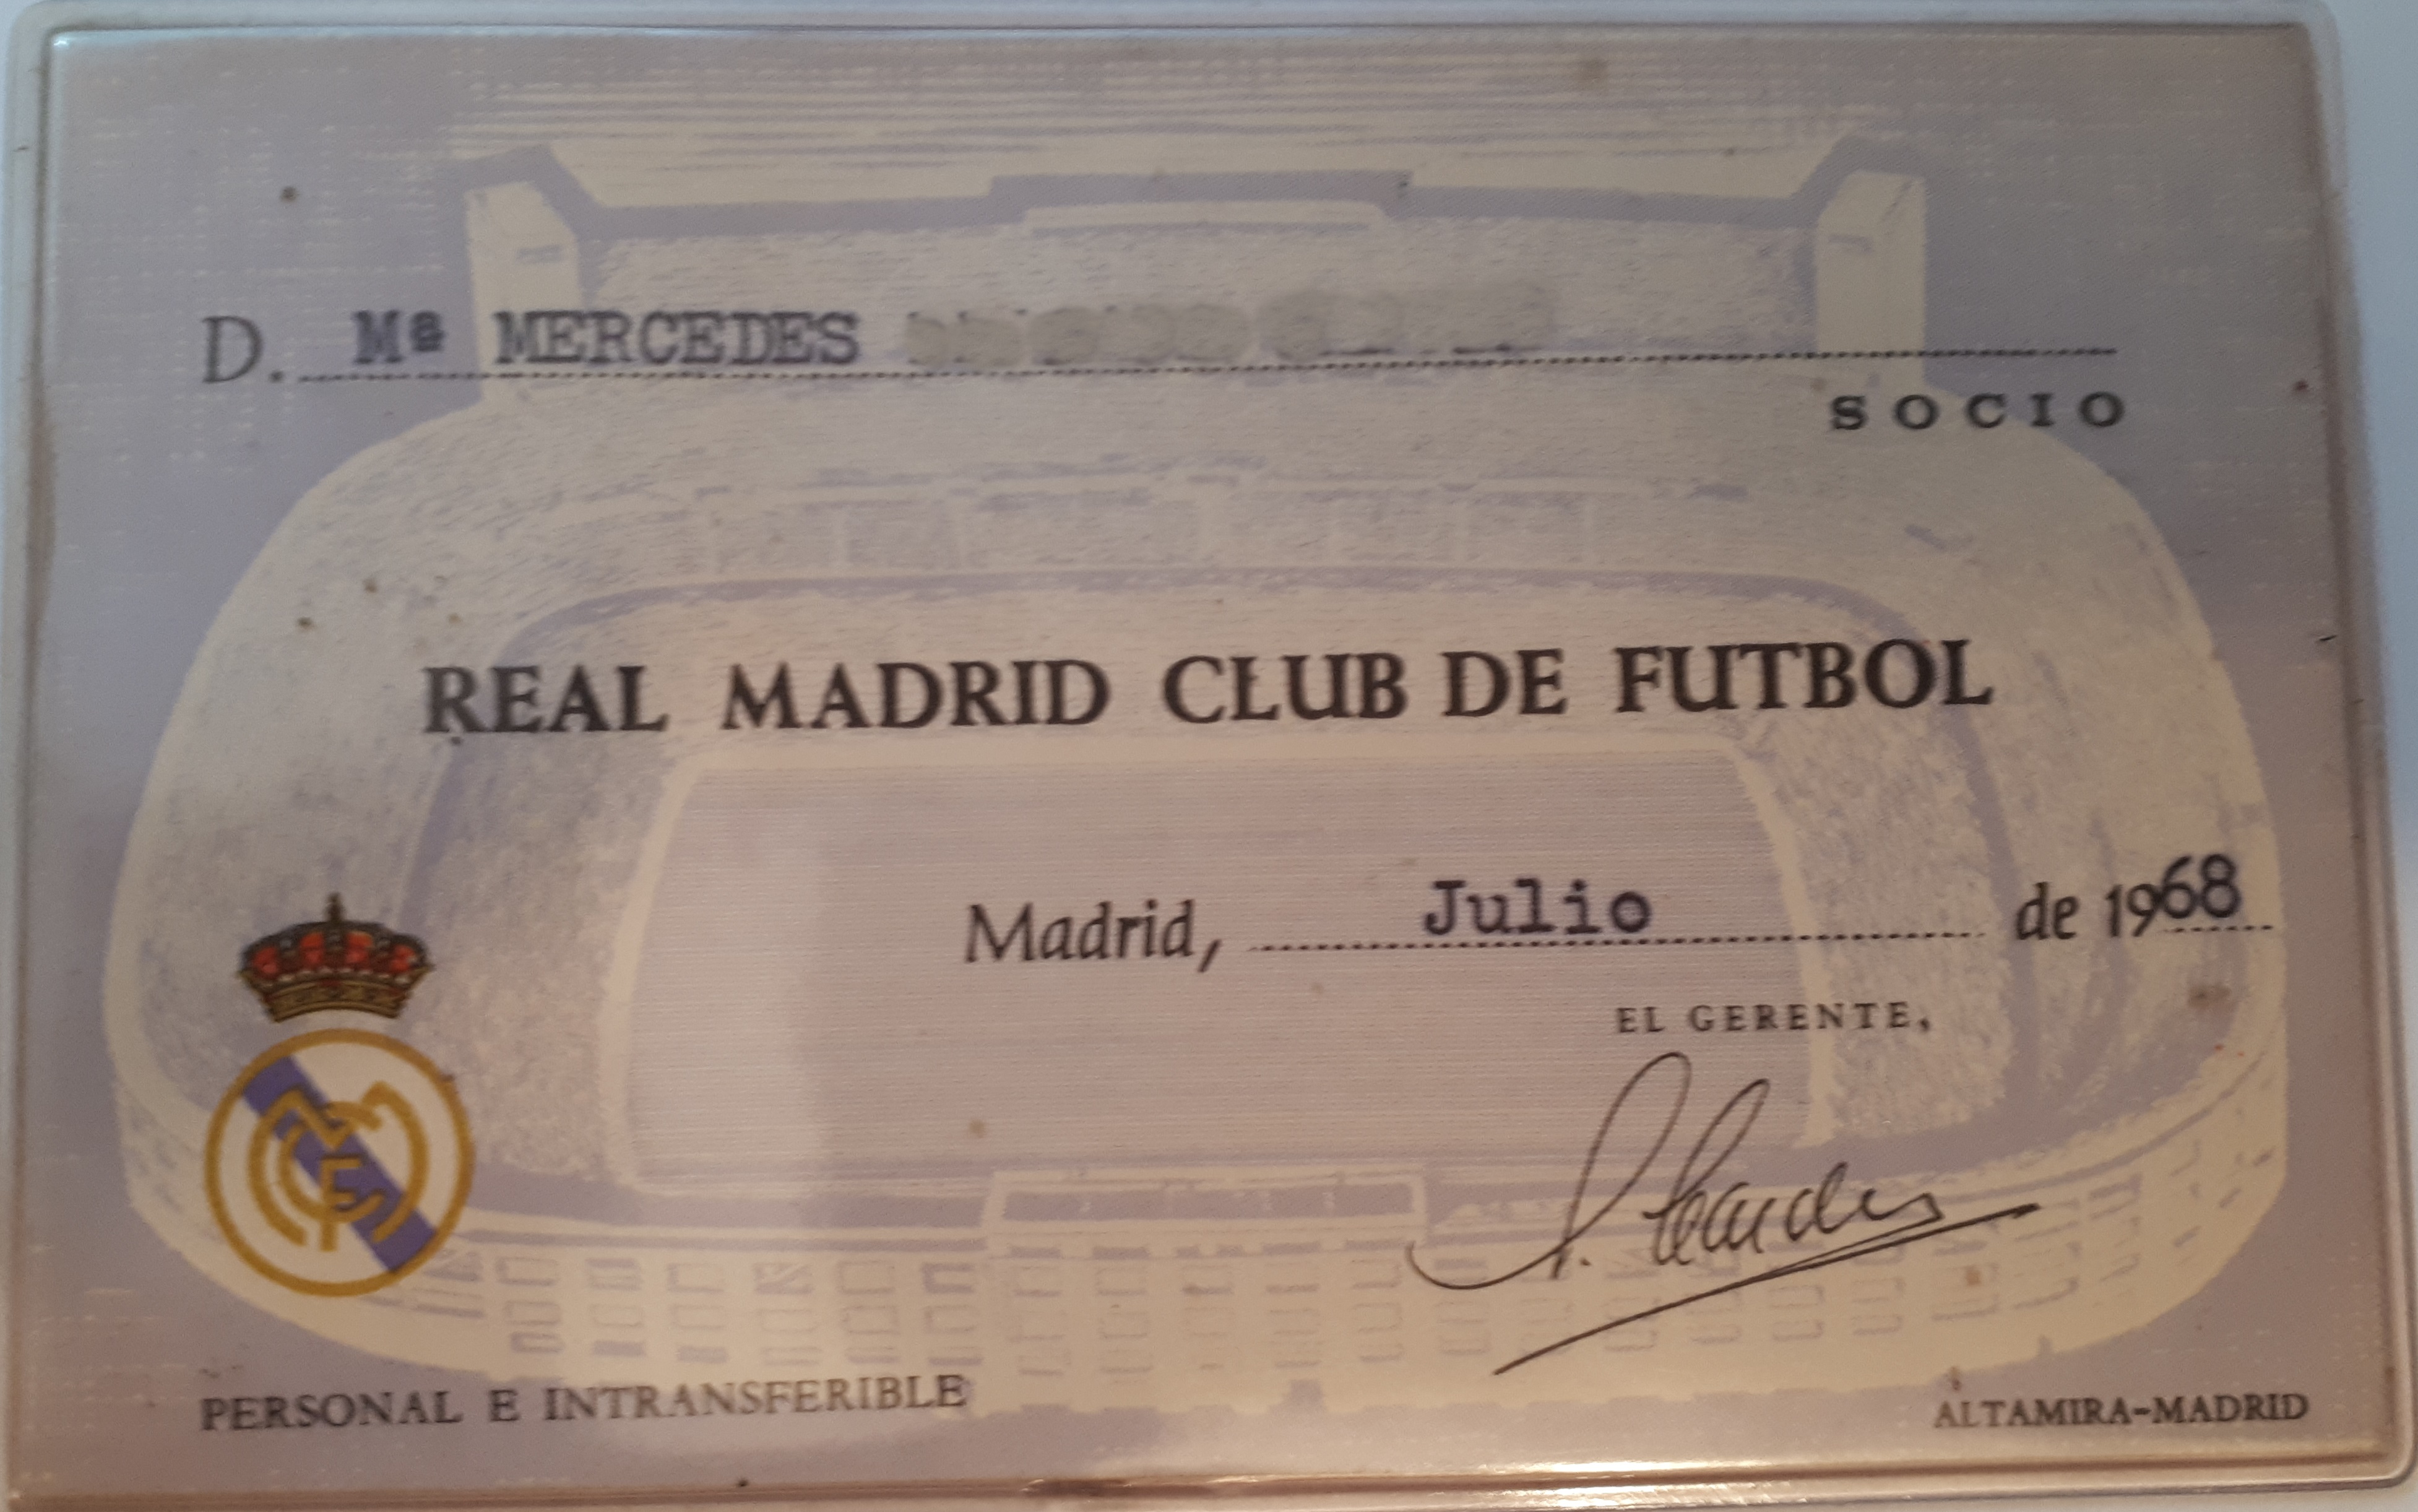 D. Mª MERCEDES
SOCIO
REAL MADRID CLUB DE FUTBOL
Madrid, Julio de 1968
EL GERENTE,
PERSONAL E INTRANSFERIBLE
ALTAMIRA-MADRID